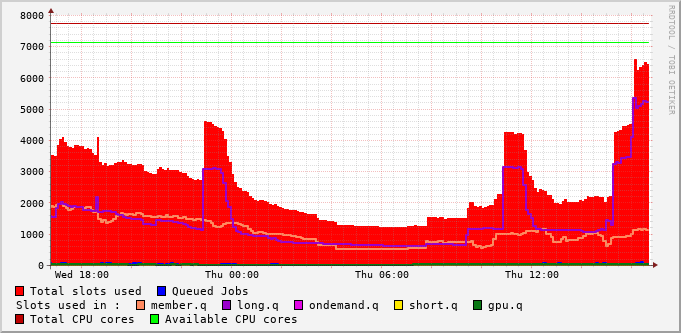 8000
7000
6000
5000
4000
3000
2000
1000
0
Wed 18:00 Thu 00:00 Thu 06:00 Thu 12:00
RRDTOOL / TOBI OETIKER
Total slots used Queued Jobs
Slots used in : member.q long.q ondemand.q short.q gpu.q
Total CPU cores Available CPU cores